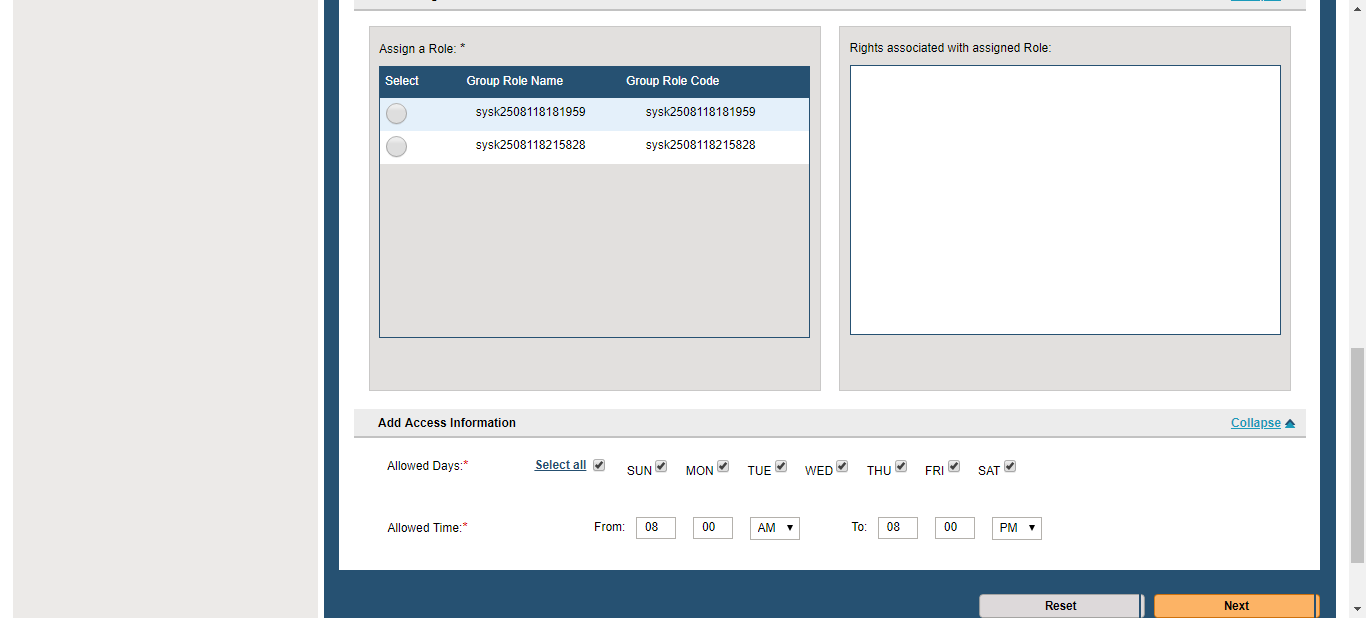 Assign a Role: *
Rights associated with assigned Role:
Select Group Role Name Group Role Code
sysk2508118181959 sysk2508118181959
sysk2508118215828 sysk2508118215828
Add Access Information Collapse
Allowed Days:* Select all SUN MON TUE WED THU FRI SAT
Allowed Time:* From: 08 00 AM To: 08 00 PM
Reset Next